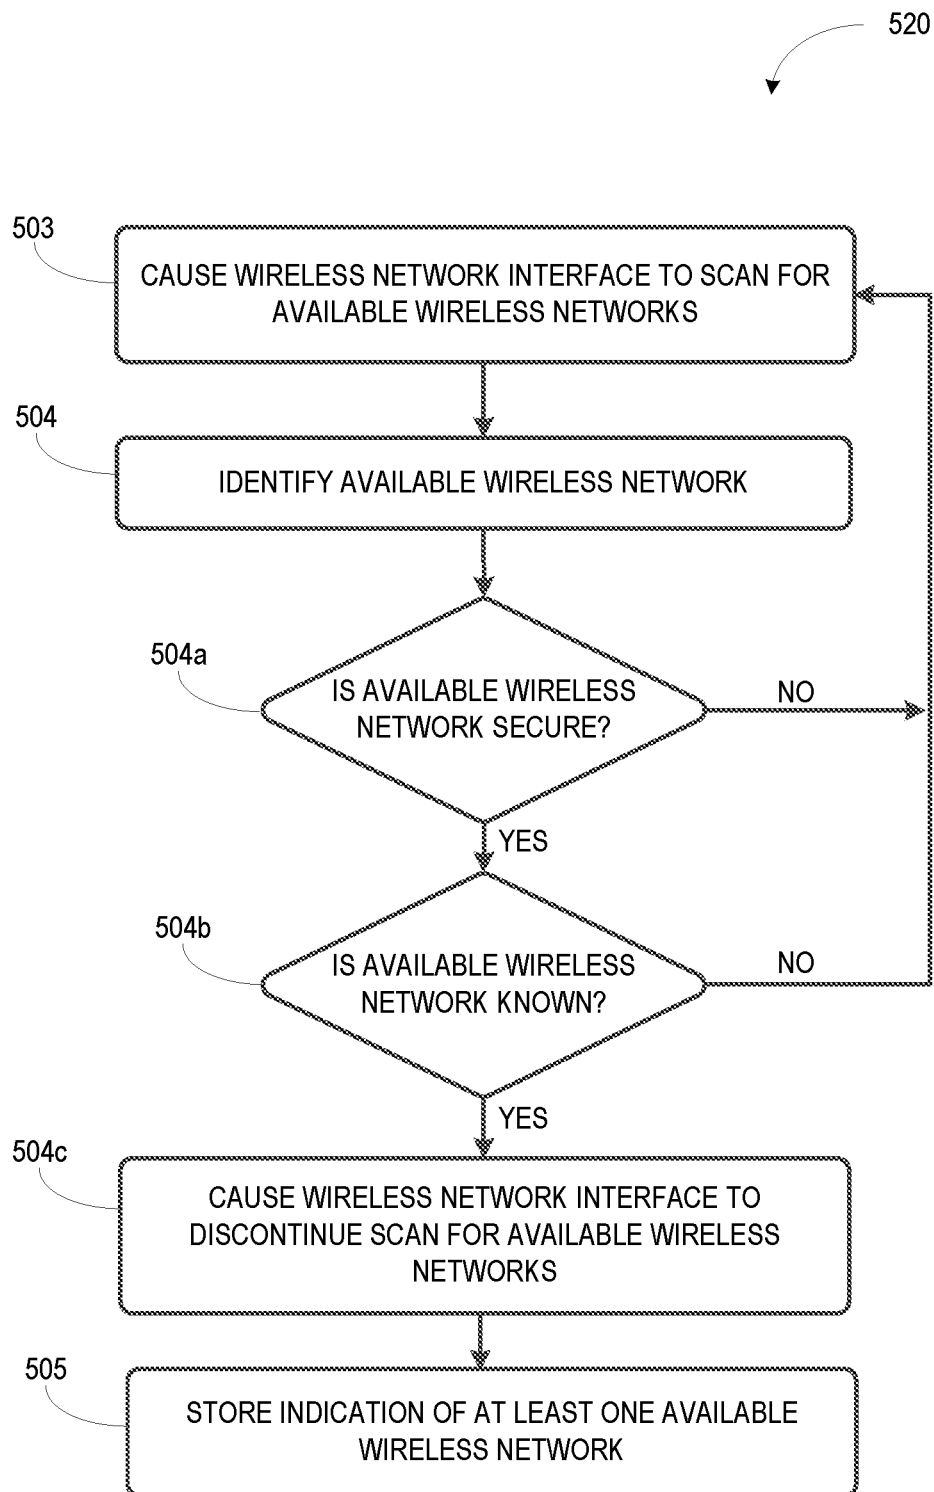 520
503
CAUSE WIRELESS NETWORK INTERFACE TO SCAN FOR
AVAILABLE WIRELESS NETWORKS
504
IDENTIFY AVAILABLE WIRELESS NETWORK
504a
IS AVAILABLE WIRELESS
NETWORK SECURE?
NO
YES
504b
IS AVAILABLE WIRELESS
NETWORK KNOWN?
NO
YES
504c
CAUSE WIRELESS NETWORK INTERFACE TO
DISCONTINUE SCAN FOR AVAILABLE WIRELESS
NETWORKS
505
STORE INDICATION OF AT LEAST ONE AVAILABLE
WIRELESS NETWORK